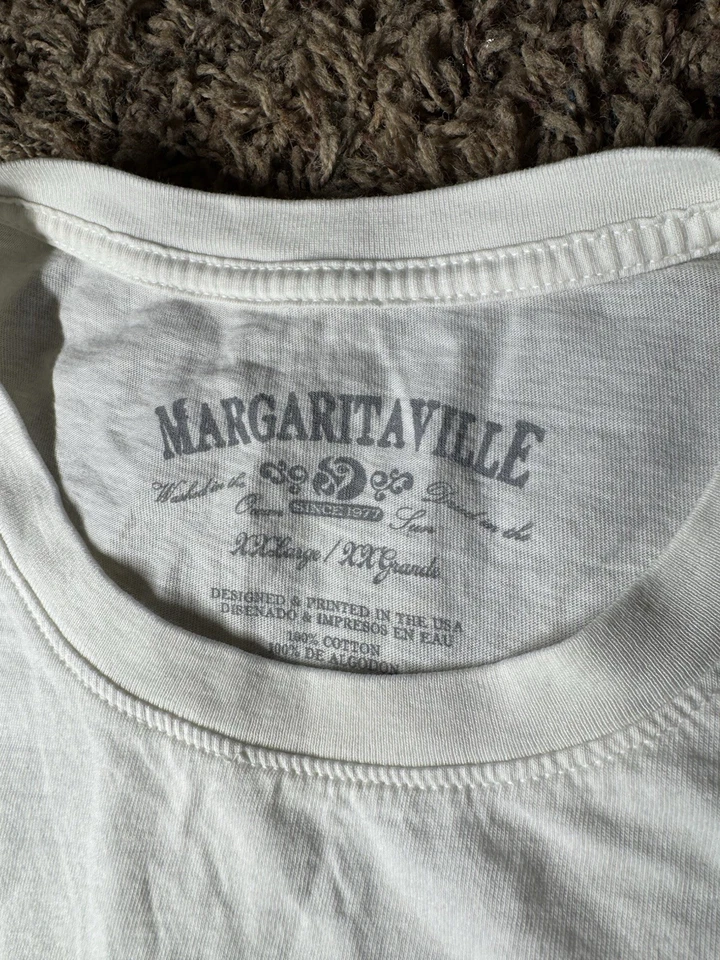 MARGARITAVILLE
Washed in the Ocean
SINCE 1977
Dried in the Sun
XXLarge / XXGrande
DESIGNED & PRINTED IN THE USA
DISENADO & IMPRESOS EN EAU
100% COTTON
100% DE ALGODON